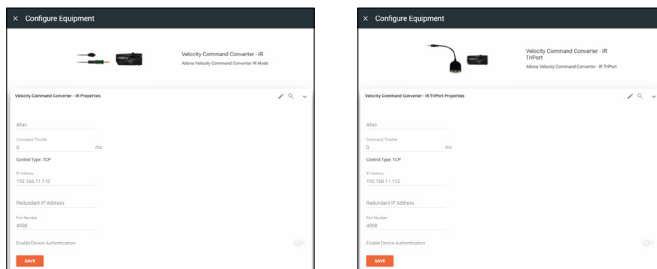 × Configure Equipment
Velocity Command Converter - IR
Atlona Velocity Command Converter IR Mode
Velocity Command Converter - IR Properties
Alias
Command Throttle
0 ms
Control Type: TCP
IP Address
192.168.11.112
Redundant IP Address
Port Number
4998
Enable Device Authentication
SAVE
× Configure Equipment
Velocity Command Converter - IR
TriPort
Atlona Velocity Command Converter - IR TriPort
Velocity Command Converter - IR TriPort Properties
Alias
Command Throttle
0 ms
Control Type: TCP
IP Address
192.168.11.112
Redundant IP Address
Port Number
4998
Enable Device Authentication
SAVE